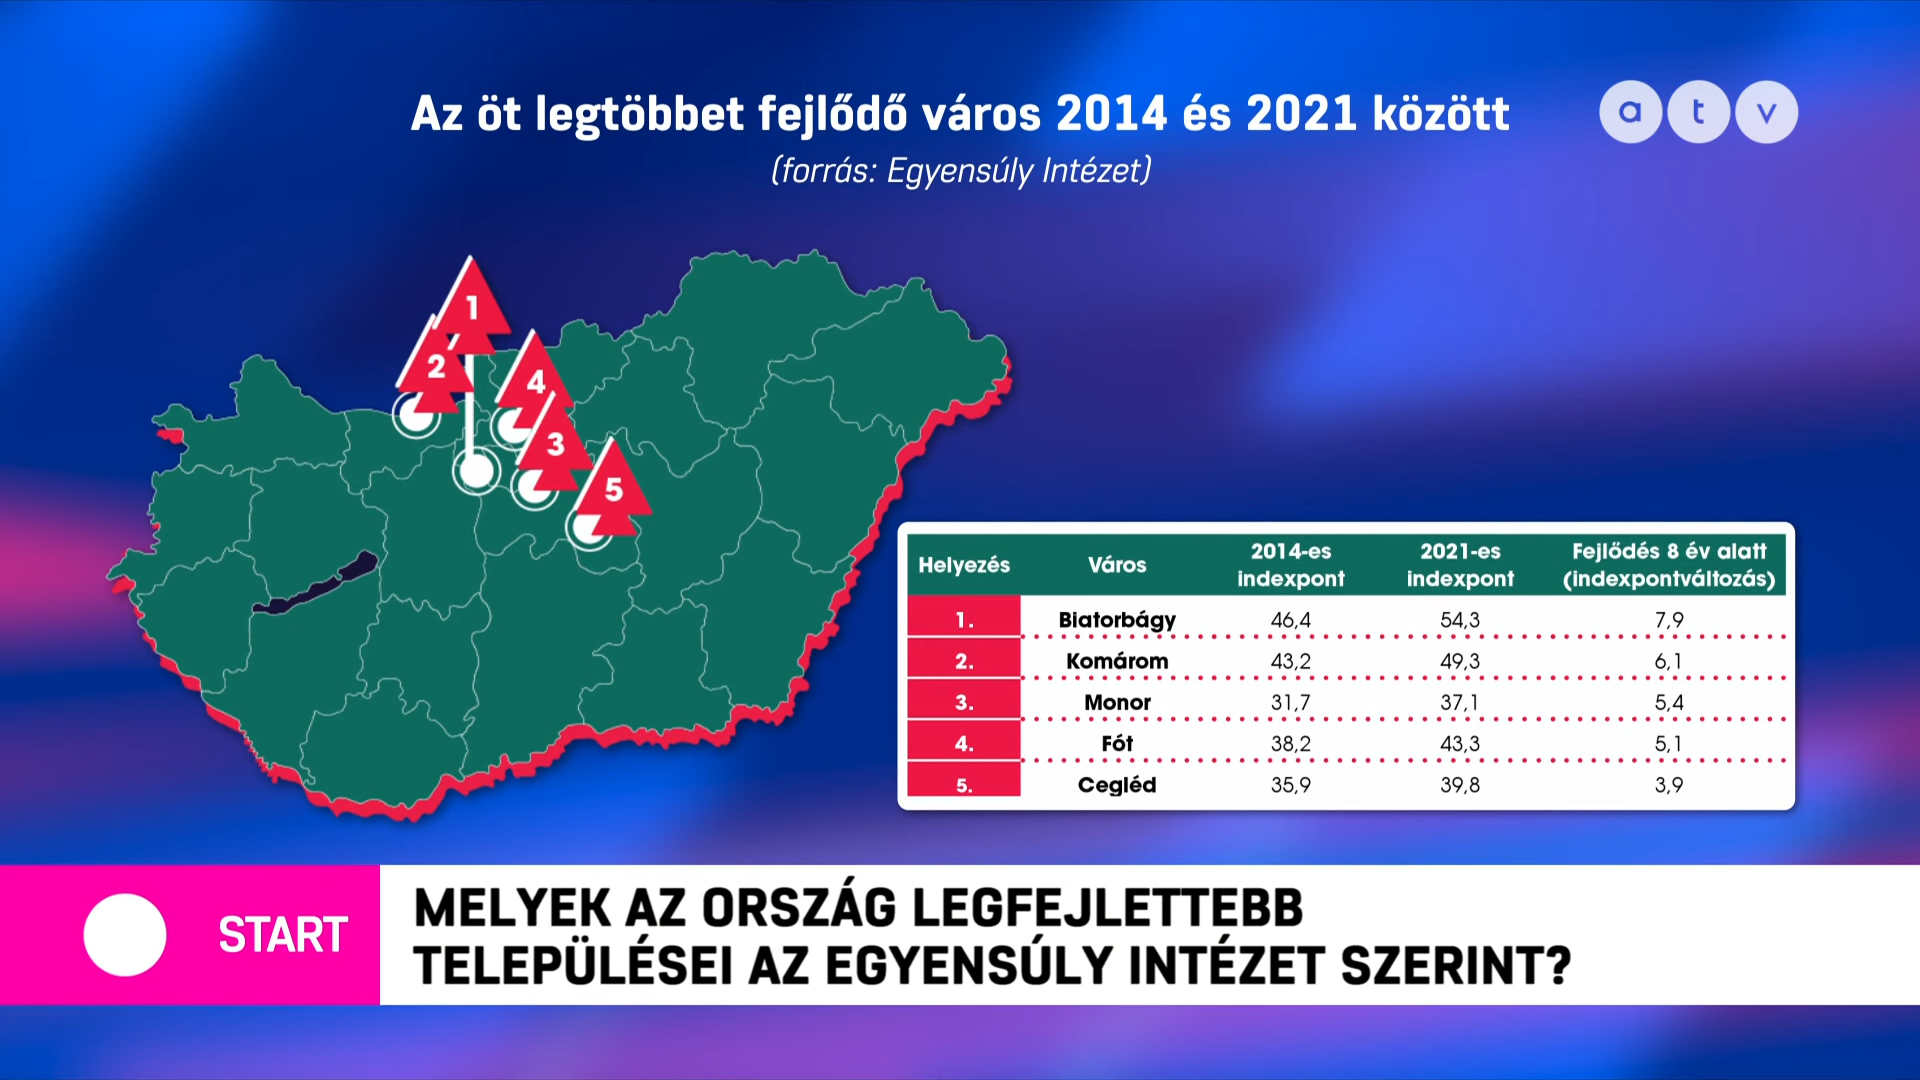 Az öt legtöbbet fejlődő város 2014 és 2021 között
(forrás: Egyensúly Intézet)
a t v
1
2
4
3
5
Helyezés Város 2014-es indexpont 2021-es indexpont Fejlődés 8 év alatt (indexpontváltozás)
1. Biatorbágy 46,4 54,3 7,9
2. Komárom 43,2 49,3 6,1
3. Monor 31,7 37,1 5,4
4. Fót 38,2 43,3 5,1
5. Cegléd 35,9 39,8 3,9
START
MELYEK AZ ORSZÁG LEGFEJLETTEBB
TELEPÜLÉSEI AZ EGYENSÚLY INTÉZET SZERINT?